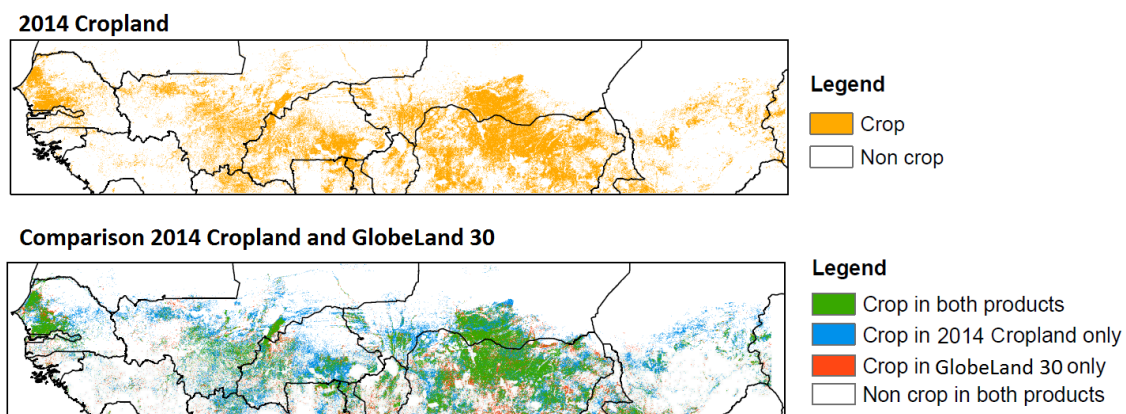 2014 Cropland
Legend
Crop
Non crop
Comparison 2014 Cropland and GlobeLand 30
Legend
Crop in both products
Crop in 2014 Cropland only
Crop in GlobeLand 30 only
Non crop in both products